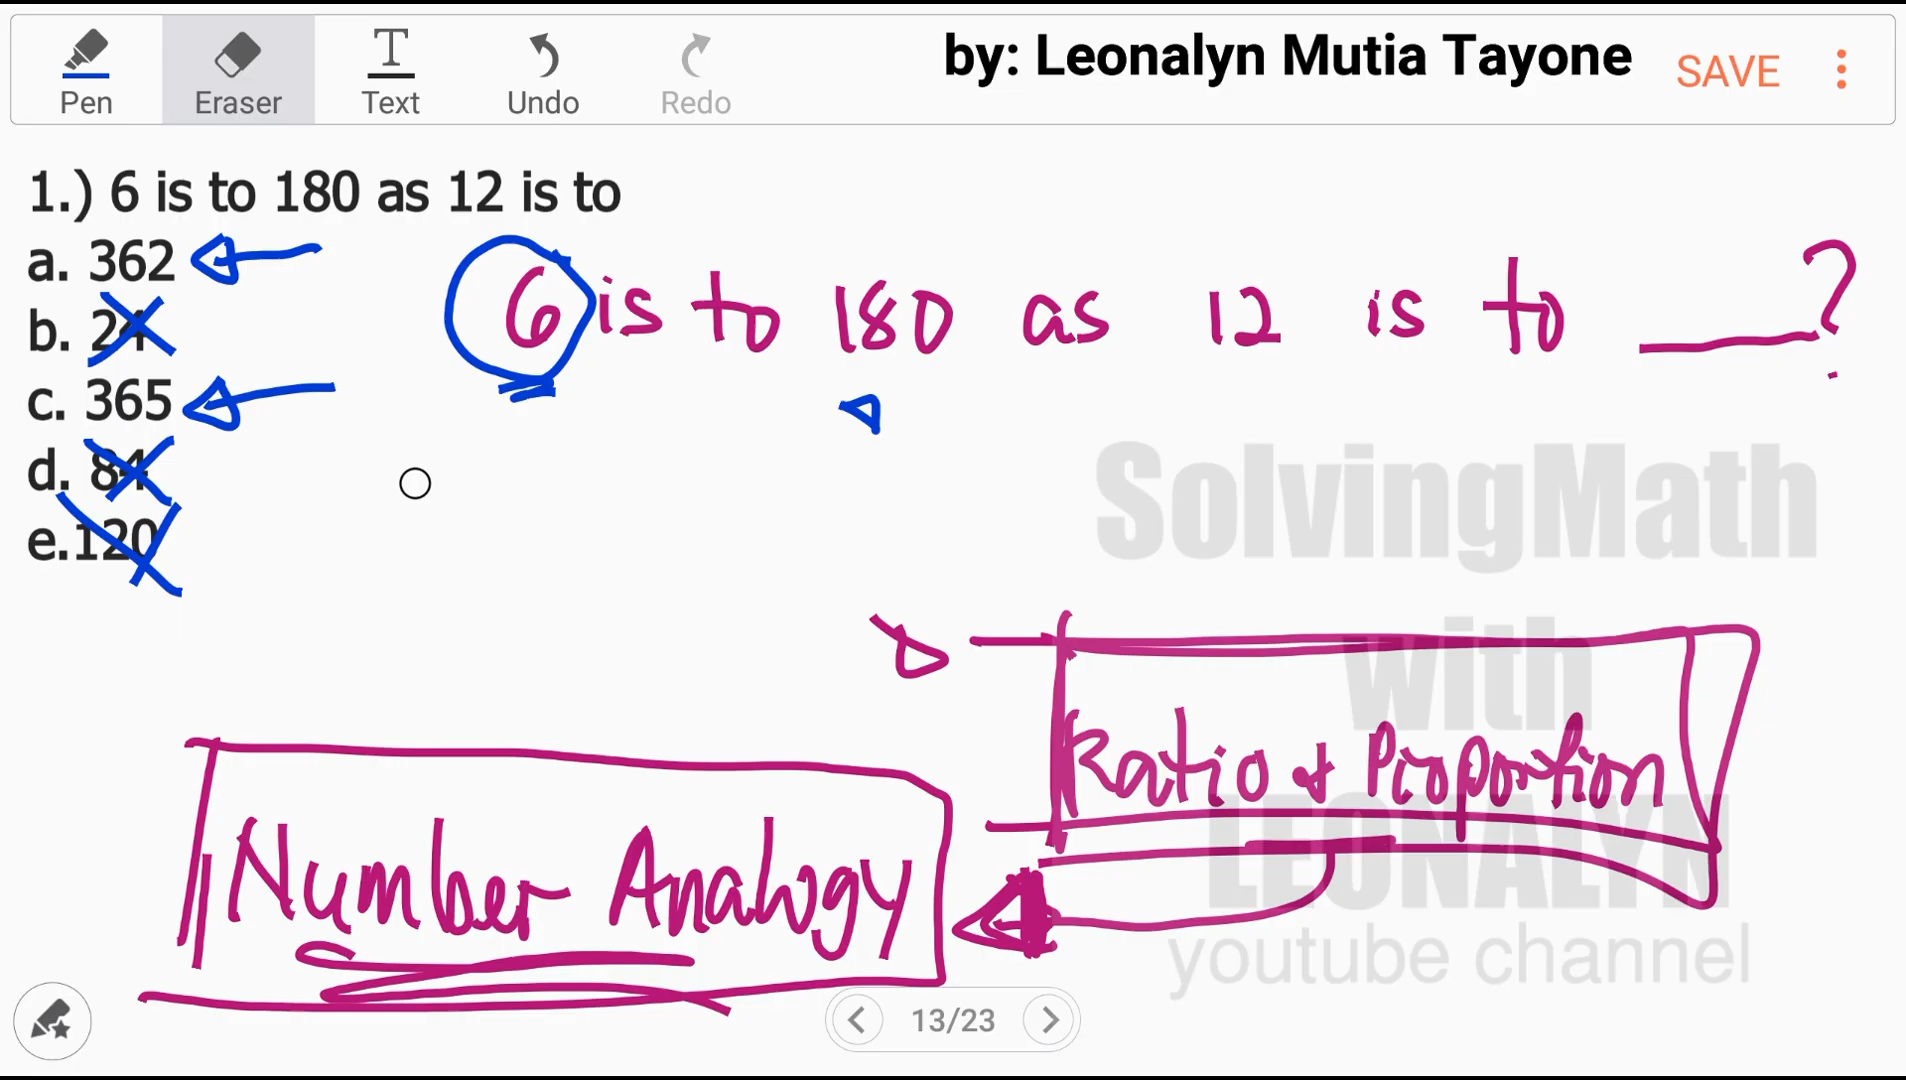 Pen
Eraser
Text
Undo
Redo
by: Leonalyn Mutia Tayone
SAVE
1.) 6 is to 180 as 12 is to
a. 362
b. 24
c. 365
d. 84
e.120
6 is to 180 as 12 is to ___?
SolvingMath
with
LEONALYN
youtube channel
Ratio & Proportion
Number Analogy
13/23